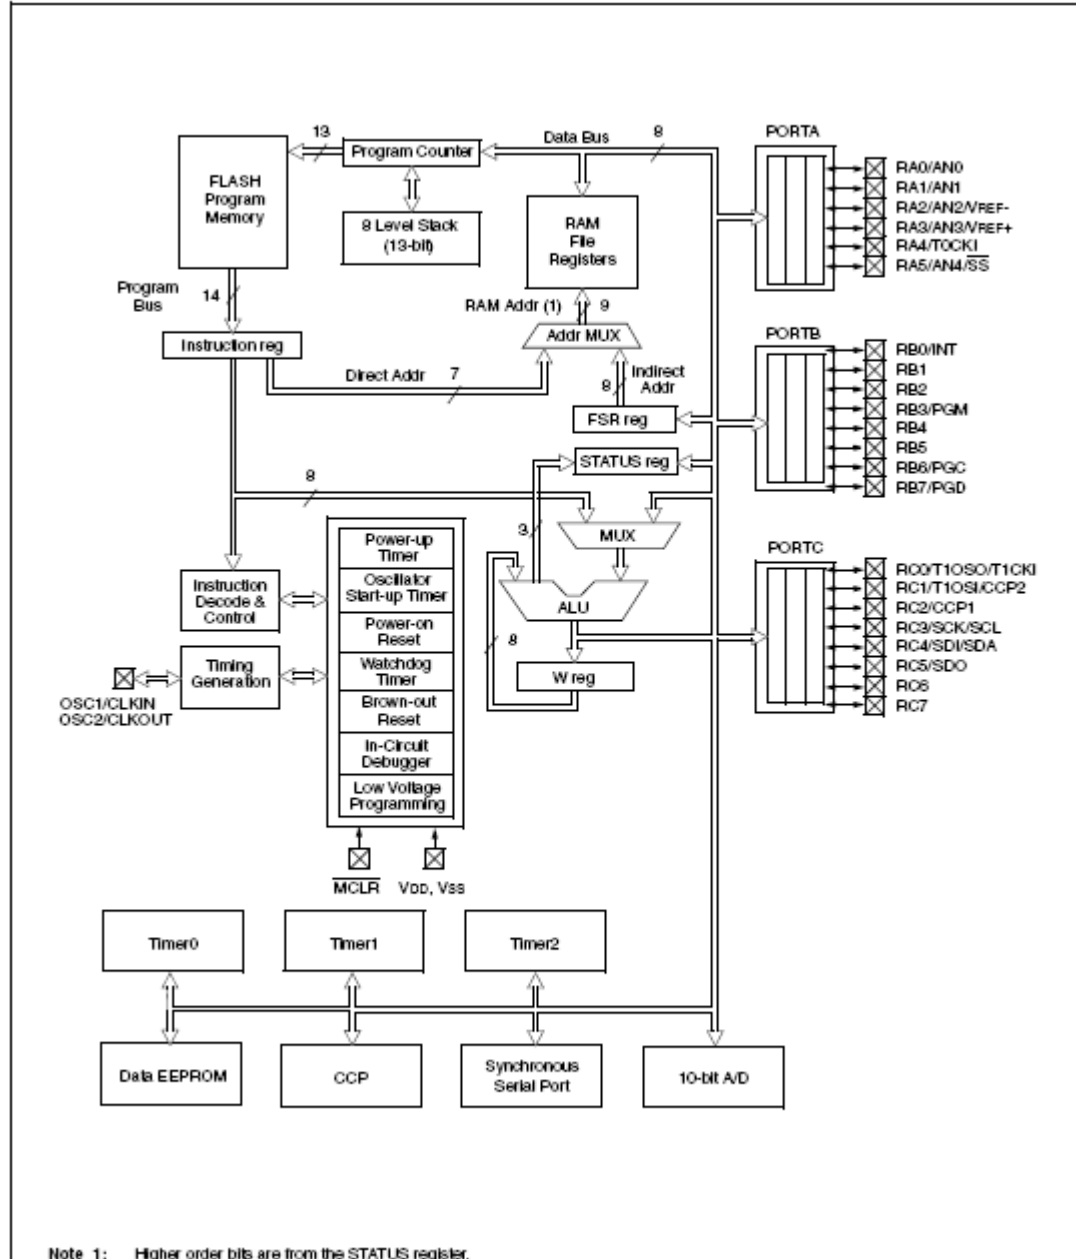 13
Program Counter
Data Bus
8
PORTA
FLASH
Program
Memory
8 Level Stack
(13-bit)
RAM
File
Registers
RA0/AN0
RA1/AN1
RA2/AN2/VREF-
RA3/AN3/VREF+
RA4/T0CKI
RA5/AN4/SS
Program
Bus
14
RAM Addr (1)
9
Addr MUX
Instruction reg
Direct Addr
7
8
Indirect
Addr
FSR reg
STATUS reg
PORTB
RB0/INT
RB1
RB2
RB3/PGM
RB4
RB5
RB6/PGC
RB7/PGD
8
3
MUX
ALU
8
W reg
Instruction
Decode &
Control
Timing
Generation
OSC1/CLKIN
OSC2/CLKOUT
Power-up
Timer
Oscillator
Start-up Timer
Power-on
Reset
Watchdog
Timer
Brown-out
Reset
In-Circuit
Debugger
Low Voltage
Programming
MCLR
VDD, VSS
PORTC
RC0/T1OSO/T1CKI
RC1/T1OSI/CCP2
RC2/CCP1
RC3/SCK/SCL
RC4/SDI/SDA
RC5/SDO
RC6
RC7
Timer0
Timer1
Timer2
Data EEPROM
CCP
Synchronous
Serial Port
10-bit A/D
Note 1: Higher order bits are from the STATUS register.